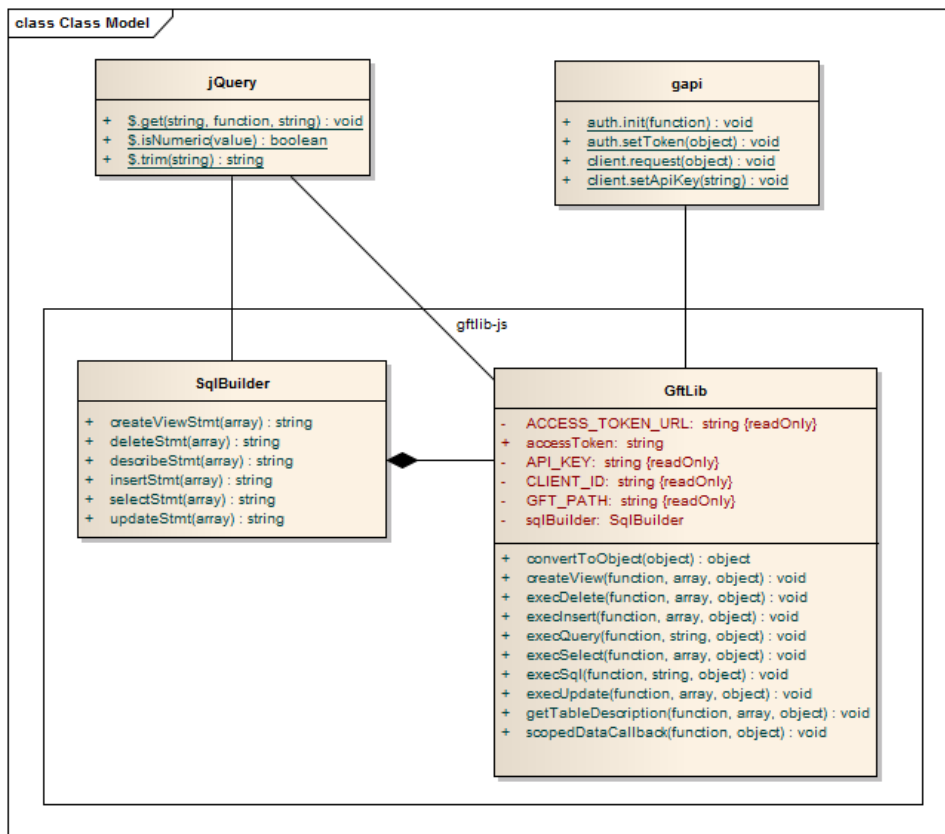 class Class Model
jQuery
+ $.get(string, function, string) : void
+ $.isNumeric(value) : boolean
+ $.trim(string) : string
gapi
+ auth.init(function) : void
+ auth.setToken(object) : void
+ client.request(object) : void
+ client.setApiKey(string) : void
gftlib-js
SqlBuilder
+ createViewStmt(array) : string
+ deleteStmt(array) : string
+ describeStmt(array) : string
+ insertStmt(array) : string
+ selectStmt(array) : string
+ updateStmt(array) : string
GftLib
- ACCESS_TOKEN_URL: string {readOnly}
+ accessToken: string
- API_KEY: string {readOnly}
- CLIENT_ID: string {readOnly}
- GFT_PATH: string {readOnly}
- sqlBuilder: SqlBuilder
+ convertToObject(object) : object
+ createView(function, array, object) : void
+ execDelete(function, array, object) : void
+ execInsert(function, array, object) : void
+ execQuery(function, string, object) : void
+ execSelect(function, array, object) : void
+ execSql(function, string, object) : void
+ execUpdate(function, array, object) : void
+ getTableDescription(function, array, object) : void
+ scopedDataCallback(function, object) : void